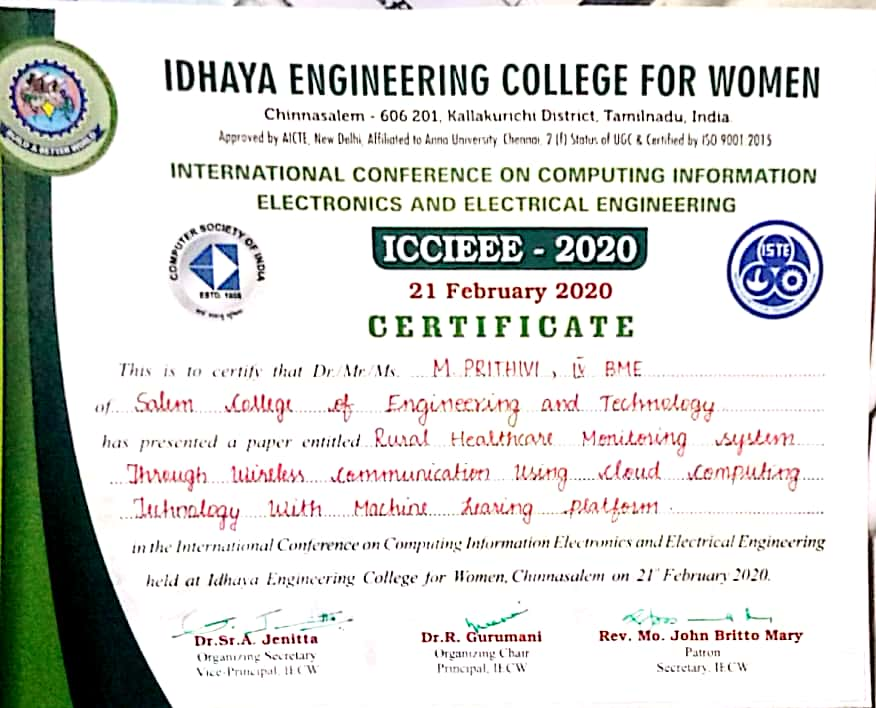 IDHAYA ENGINEERING COLLEGE FOR WOMEN
Chinnasalem - 606 201, Kallakurichi District, Tamilnadu, India.
Approved by AICTE, New Delhi, Affiliated to Anna University, Chennai, 2 (f) Status of UGC & Certified by ISO 9001 2015
BUILD A BETTER WORLD
INTERNATIONAL CONFERENCE ON COMPUTING INFORMATION
ELECTRONICS AND ELECTRICAL ENGINEERING
COMPUTER SOCIETY OF INDIA
ESTD. 1965
ICCIEEE - 2020
ISTE
21 February 2020
CERTIFICATE
This is to certify that Dr./Mr./Ms. M. PRITHIVI, IV BME
of Salem College of Engineering and Technology
has presented a paper entitled Rural Healthcare Monitoring system
Through Wireless communication Using cloud computing
Technology With Machine Learing platform
in the International Conference on Computing Information Electronics and Electrical Engineering
held at Idhaya Engineering College for Women, Chinnasalem on 21st February 2020.
Dr.Sr.A. Jenitta
Organizing Secretary
Vice-Principal, IECW
Dr.R. Gurumani
Organizing Chair
Principal, IECW
Rev. Mo. John Britto Mary
Patron
Secretary, IECW